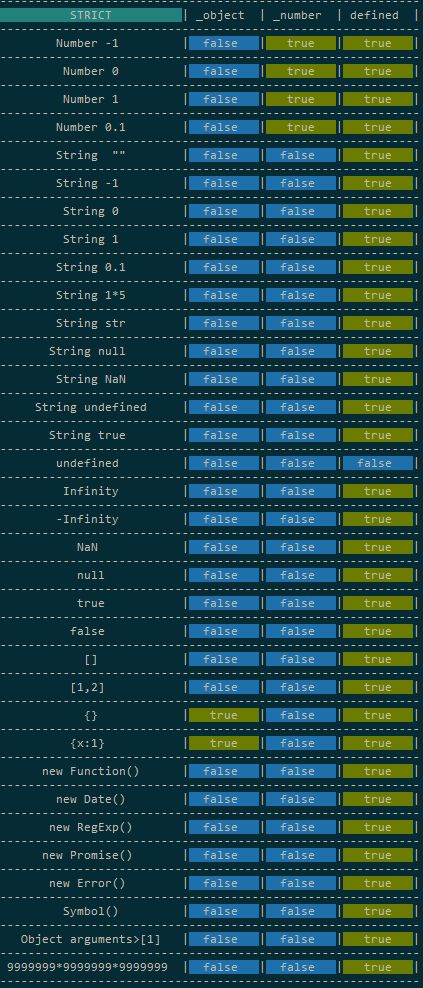 STRICT | _object | _number | defined |
Number -1 | false | true | true |
Number 0 | false | true | true |
Number 1 | false | true | true |
Number 0.1 | false | true | true |
String "" | false | false | true |
String -1 | false | false | true |
String 0 | false | false | true |
String 1 | false | false | true |
String 0.1 | false | false | true |
String 1*5 | false | false | true |
String str | false | false | true |
String null | false | false | true |
String NaN | false | false | true |
String undefined | false | false | true |
String true | false | false | true |
undefined | false | false | false |
Infinity | false | false | true |
-Infinity | false | false | true |
NaN | false | false | true |
null | false | false | true |
true | false | false | true |
false | false | false | true |
[] | false | false | true |
[1,2] | false | false | true |
{} | true | false | true |
{x:1} | true | false | true |
new Function() | false | false | true |
new Date() | false | false | true |
new RegExp() | false | false | true |
new Promise() | false | false | true |
new Error() | false | false | true |
Symbol() | false | false | true |
Object arguments>[1] | false | false | true |
9999999*9999999*9999999 | false | false | true |